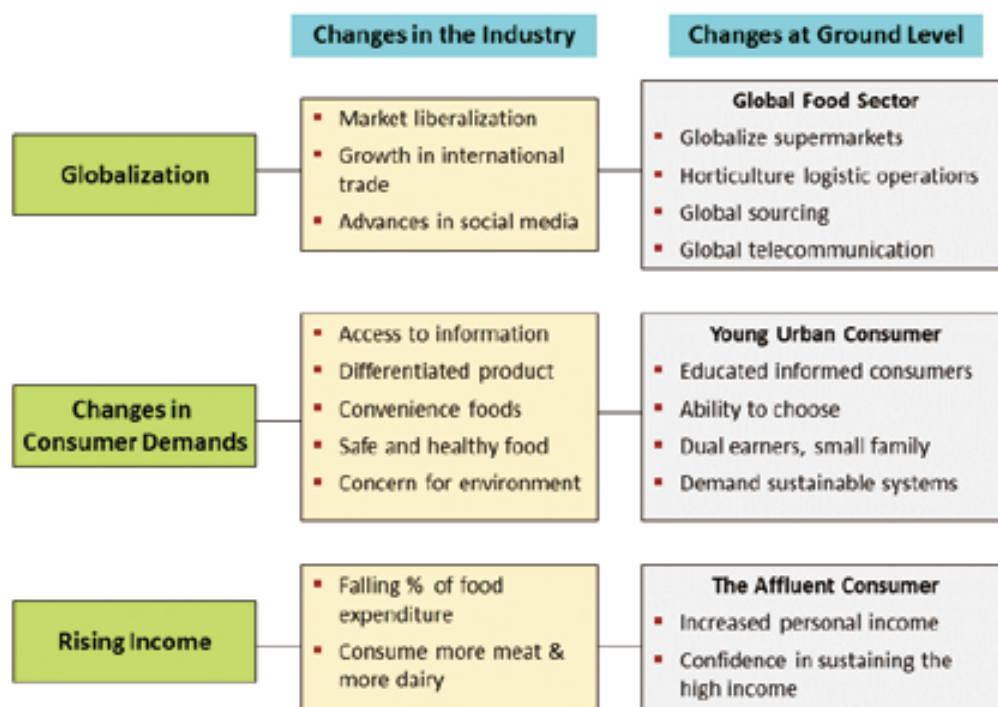 Changes in the Industry
Changes at Ground Level
Globalization
▪ Market liberalization
▪ Growth in international
trade
▪ Advances in social media
Global Food Sector
▪ Globalize supermarkets
▪ Horticulture logistic operations
▪ Global sourcing
▪ Global telecommunication
Changes in
Consumer Demands
▪ Access to information
▪ Differentiated product
▪ Convenience foods
▪ Safe and healthy food
▪ Concern for environment
Young Urban Consumer
▪ Educated informed consumers
▪ Ability to choose
▪ Dual earners, small family
▪ Demand sustainable systems
Rising Income
▪ Falling % of food
expenditure
▪ Consume more meat &
more dairy
The Affluent Consumer
▪ Increased personal income
▪ Confidence in sustaining the
high income